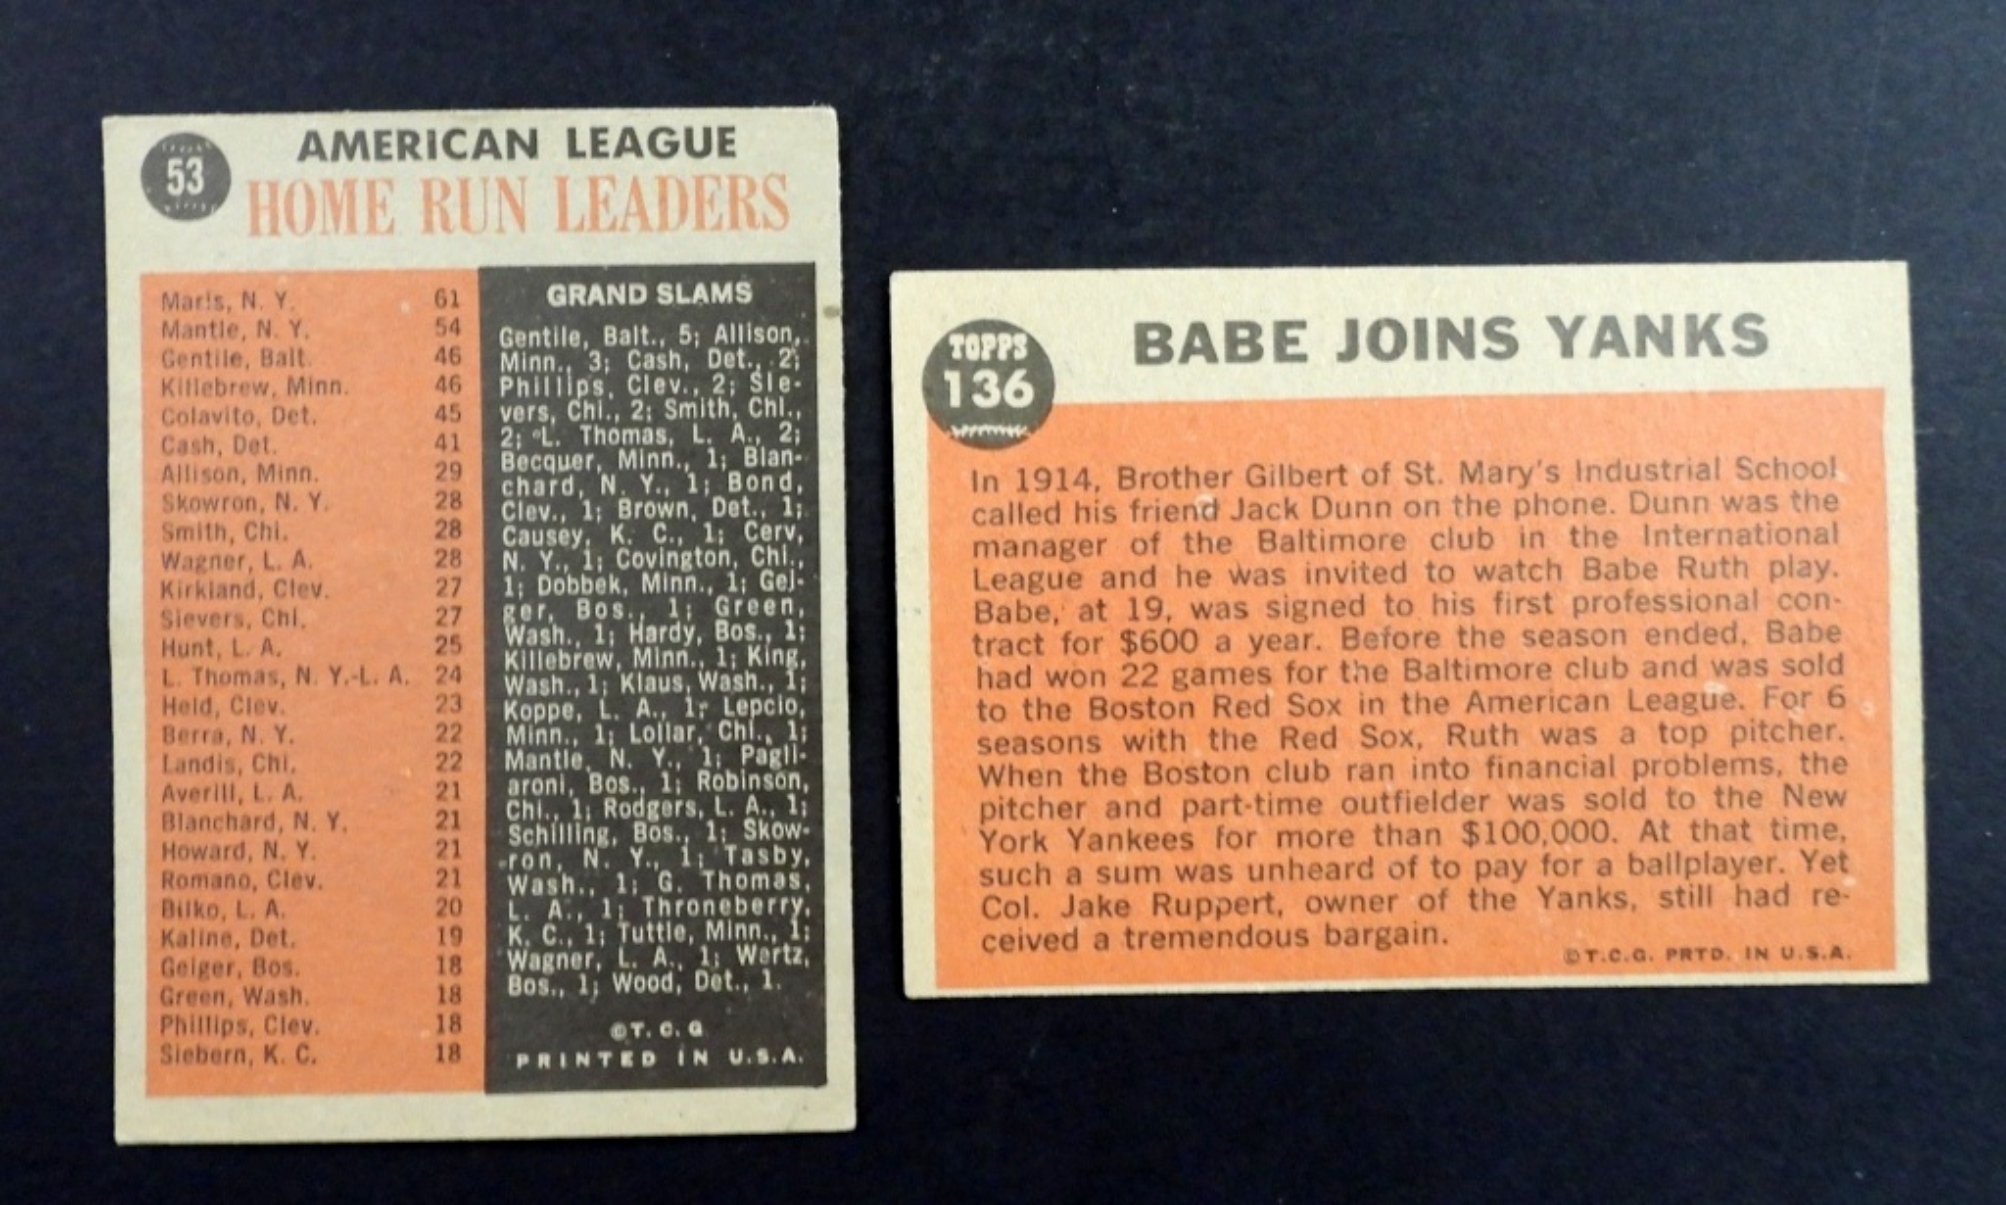 53
AMERICAN LEAGUE
HOME RUN LEADERS
Maris, N. Y. 61
Mantle, N. Y. 54
Gentile, Balt. 46
Killebrew, Minn. 46
Colavito, Det. 45
Cash, Det. 41
Allison, Minn. 29
Skowron, N. Y. 28
Smith, Chi. 28
Wagner, L. A. 28
Kirkland, Clev. 27
Sievers, Chi. 27
Hunt, L. A. 25
L. Thomas, N. Y.-L. A. 24
Held, Clev. 23
Berra, N. Y. 22
Landis, Chi. 22
Averill, L. A. 21
Blanchard, N. Y. 21
Howard, N. Y. 21
Romano, Clev. 21
Bilko, L. A. 20
Kaline, Det. 19
Geiger, Bos. 18
Green, Wash. 18
Phillips, Clev. 18
Siebern, K. C. 18
GRAND SLAMS
Gentile, Balt., 5; Allison,
Minn., 3; Cash, Det., 2;
Phillips, Clev., 2; Sie-
vers, Chi., 2; Smith, Chi.,
2; L. Thomas, L. A., 2;
Becquer, Minn., 1; Blan-
chard, N. Y., 1; Bond,
Clev., 1; Brown, Det., 1;
Causey, K. C., 1; Cerv,
N. Y., 1; Covington, Chi.,
1; Dobbek, Minn., 1; Gei-
ger, Bos., 1; Green,
Wash., 1; Hardy, Bos., 1;
Killebrew, Minn., 1; King,
Wash., 1; Klaus, Wash., 1;
Koppe, L. A., 1; Lepcio,
Minn., 1; Lollar, Chi., 1;
Mantle, N. Y., 1; Pagli-
aroni, Bos., 1; Robinson,
Chi., 1; Rodgers, L. A., 1;
Schilling, Bos., 1; Skow-
ron, N. Y., 1; Tasby,
Wash., 1; G. Thomas,
L. A., 1; Throneberry,
K. C., 1; Tuttle, Minn., 1;
Wagner, L. A., 1; Wertz,
Bos., 1; Wood, Det., 1.
©T. C. G
PRINTED IN U.S.A.
TOPPS
136
BABE JOINS YANKS
In 1914, Brother Gilbert of St. Mary's Industrial School
called his friend Jack Dunn on the phone. Dunn was the
manager of the Baltimore club in the International
League and he was invited to watch Babe Ruth play.
Babe, at 19, was signed to his first professional con-
tract for $600 a year. Before the season ended, Babe
had won 22 games for the Baltimore club and was sold
to the Boston Red Sox in the American League. For 6
seasons with the Red Sox, Ruth was a top pitcher.
When the Boston club ran into financial problems, the
pitcher and part-time outfielder was sold to the New
York Yankees for more than $100,000. At that time,
such a sum was unheard of to pay for a ballplayer. Yet
Col. Jake Ruppert, owner of the Yanks, still had re-
ceived a tremendous bargain.
©T.C.G. PRTD. IN U.S.A.